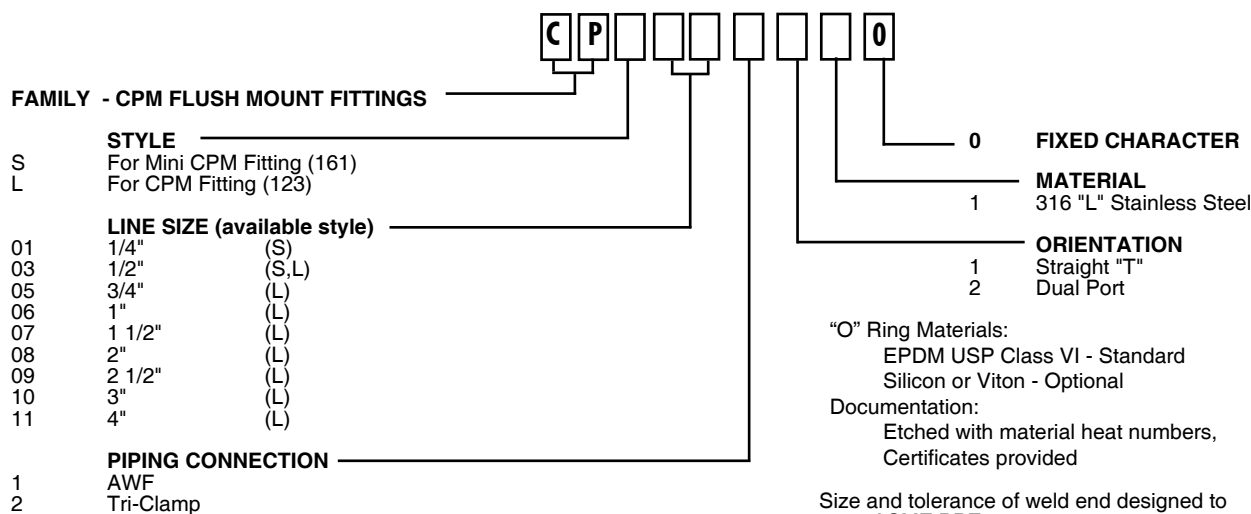 C P 0
FAMILY - CPM FLUSH MOUNT FITTINGS
STYLE
S For Mini CPM Fitting (161)
L For CPM Fitting (123)
LINE SIZE (available style)
01 1/4" (S)
03 1/2" (S,L)
05 3/4" (L)
06 1" (L)
07 1 1/2" (L)
08 2" (L)
09 2 1/2" (L)
10 3" (L)
11 4" (L)
PIPING CONNECTION
1 AWF
2 Tri-Clamp
0 FIXED CHARACTER
MATERIAL
1 316 "L" Stainless Steel
ORIENTATION
1 Straight "T"
2 Dual Port
“O” Ring Materials:
EPDM USP Class VI - Standard
Silicon or Viton - Optional
Documentation:
Etched with material heat numbers,
Certificates provided
Size and tolerance of weld end designed to